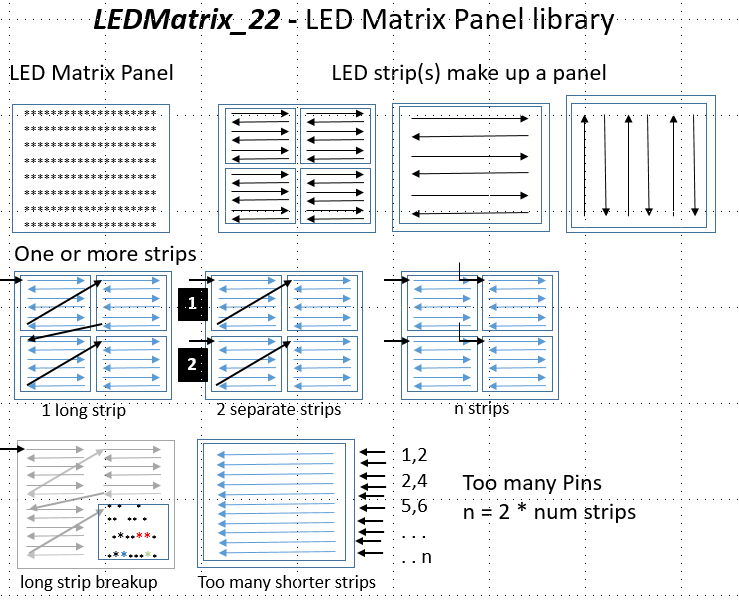 LEDMatrix_22 - LED Matrix Panel library
LED Matrix Panel
LED strip(s) make up a panel
One or more strips
1
2
1 long strip
2 separate strips
n strips
1,2
2,4
5,6
. . .
. . n
Too many Pins
n = 2 * num strips
long strip breakup
Too many shorter strips